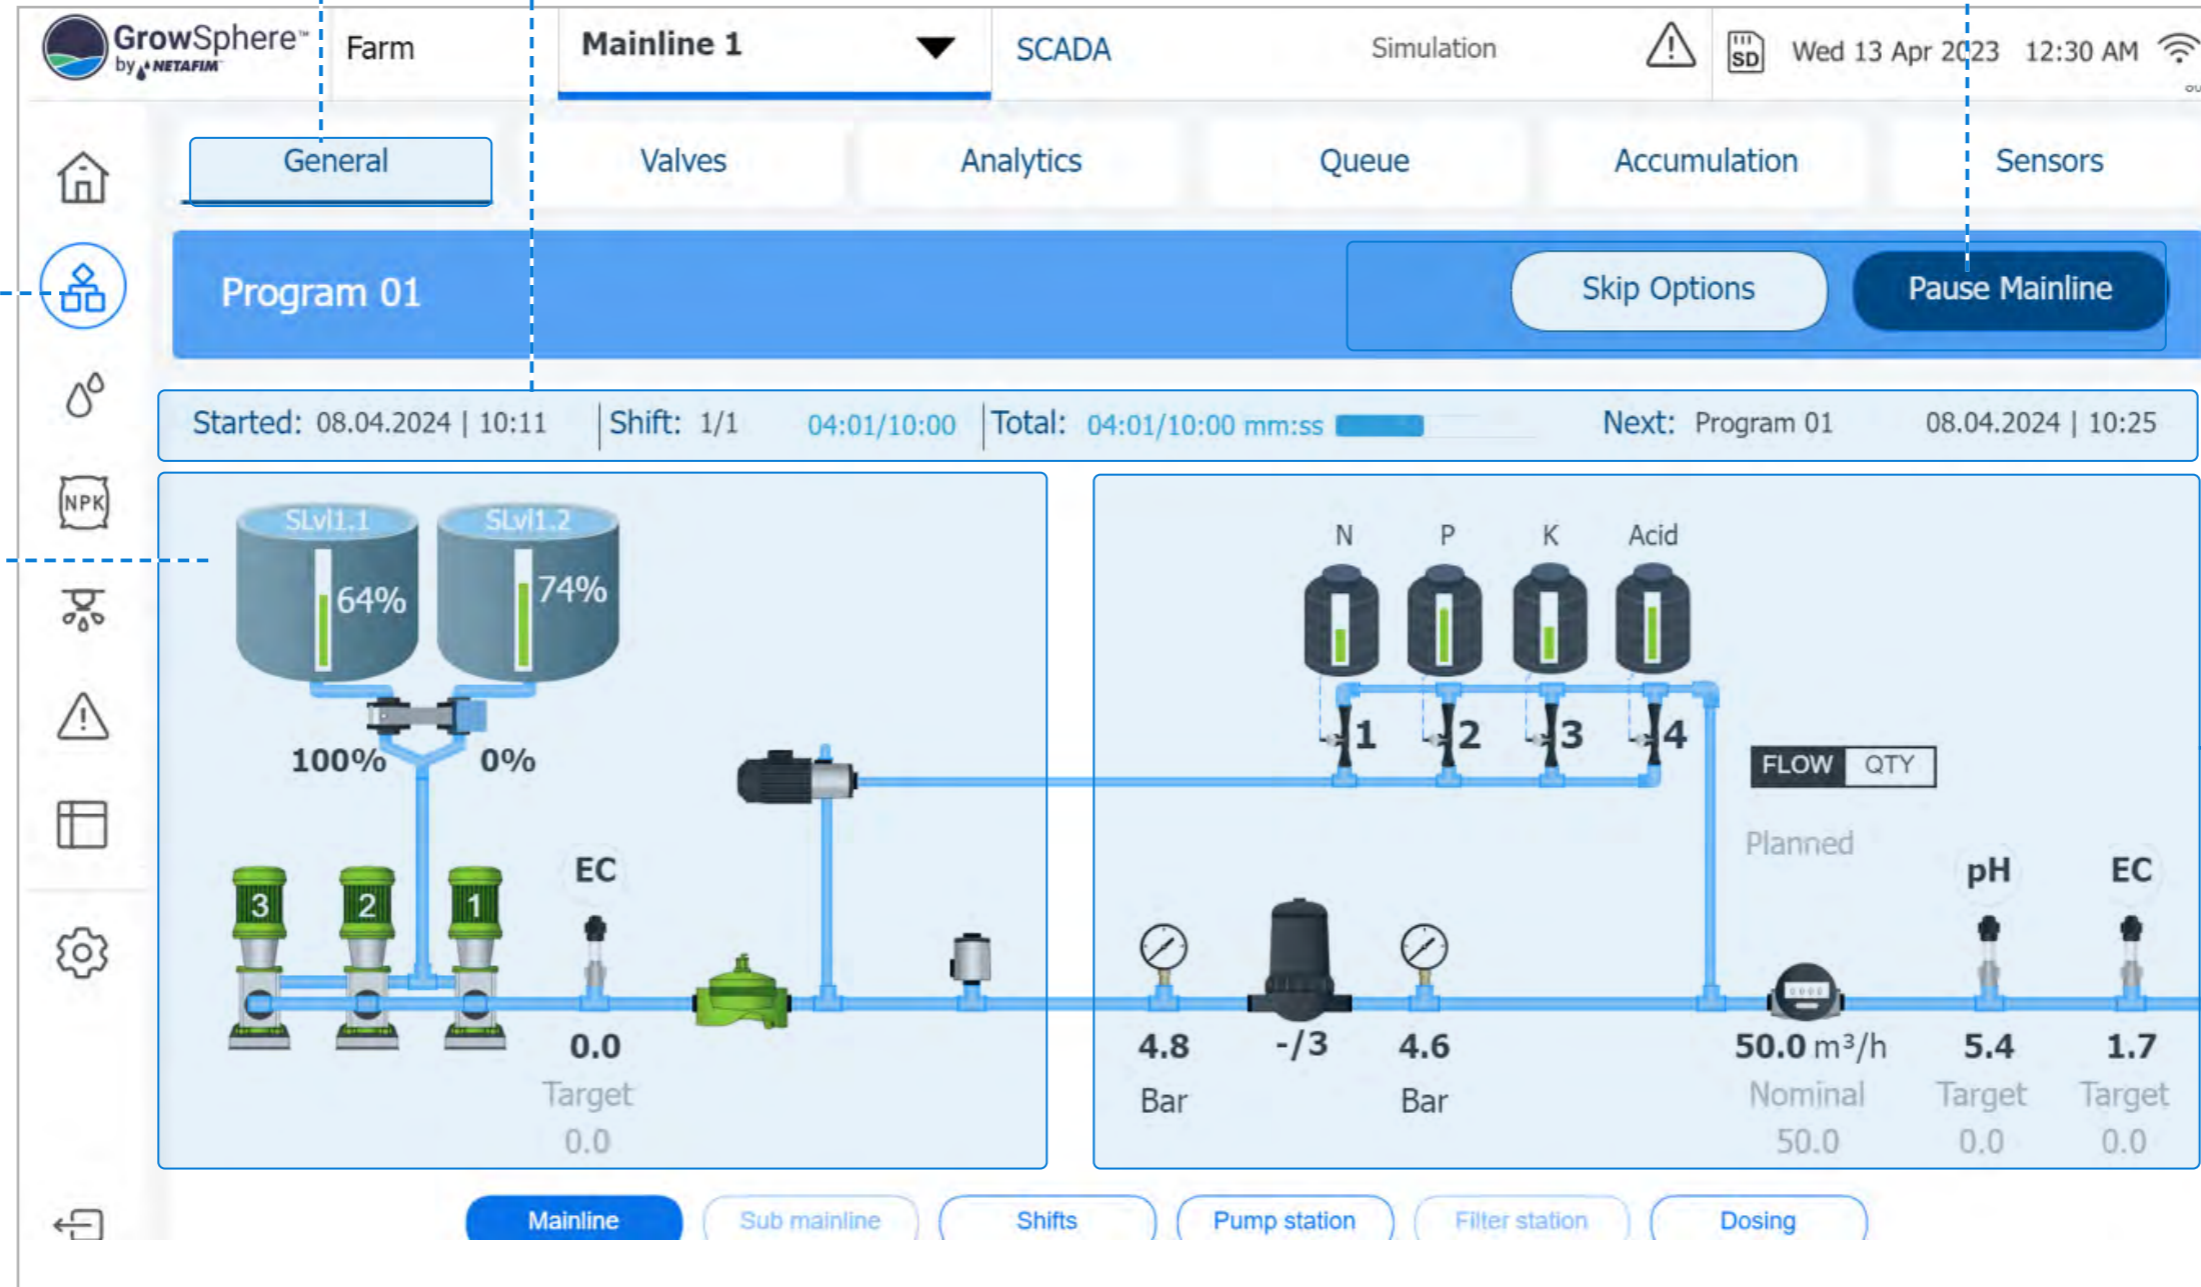 GrowSphere™
by NETAFIM™
Farm
Mainline 1
SCADA
Simulation
SD
Wed 13 Apr 2023 12:30 AM
General
Valves
Analytics
Queue
Accumulation
Sensors
Program 01
Skip Options
Pause Mainline
Started: 08.04.2024 | 10:11
Shift: 1/1 04:01/10:00
Total: 04:01/10:00 mm:ss
Next: Program 01 08.04.2024 | 10:25
NPK
SLvl1.1
SLvl1.2
64%
74%
100%
0%
3
2
1
EC
0.0
Target
0.0
N
P
K
Acid
1
2
3
4
FLOW
QTY
Planned
pH
EC
4.8
Bar
-/3
4.6
Bar
50.0 m³/h
Nominal
50.0
5.4
Target
0.0
1.7
Target
0.0
Mainline
Sub mainline
Shifts
Pump station
Filter station
Dosing